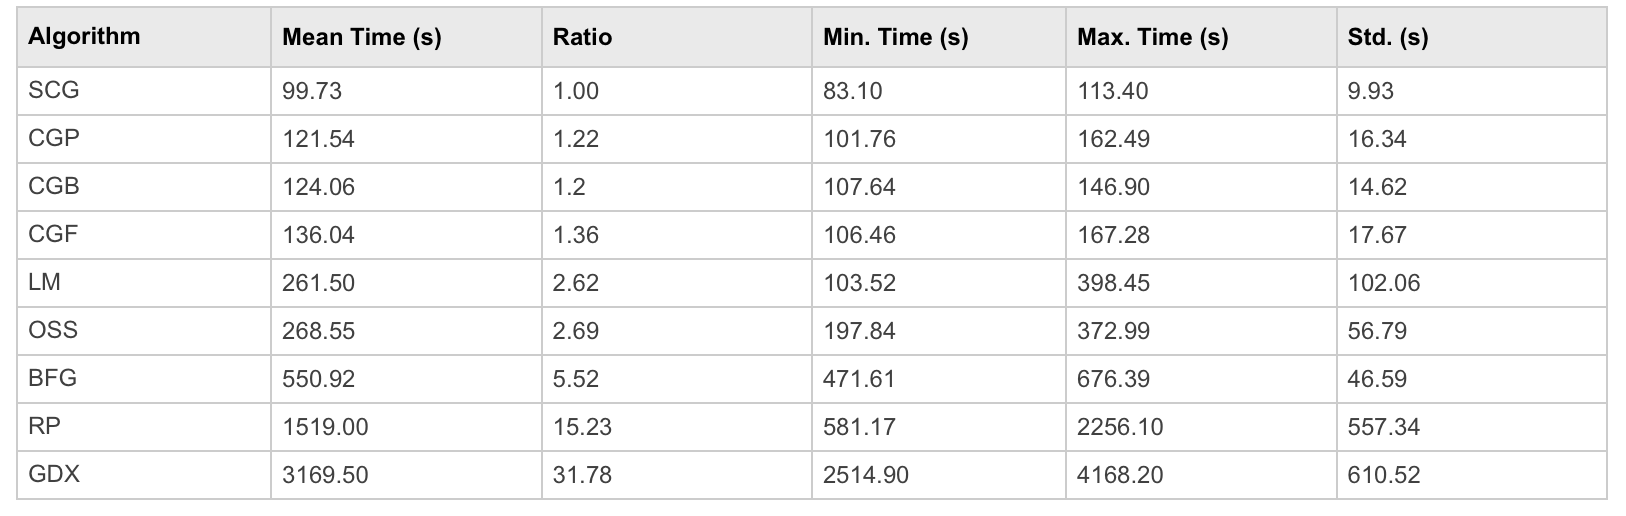 Algorithm Mean Time (s) Ratio Min. Time (s) Max. Time (s) Std. (s)
SCG 99.73 1.00 83.10 113.40 9.93
CGP 121.54 1.22 101.76 162.49 16.34
CGB 124.06 1.2 107.64 146.90 14.62
CGF 136.04 1.36 106.46 167.28 17.67
LM 261.50 2.62 103.52 398.45 102.06
OSS 268.55 2.69 197.84 372.99 56.79
BFG 550.92 5.52 471.61 676.39 46.59
RP 1519.00 15.23 581.17 2256.10 557.34
GDX 3169.50 31.78 2514.90 4168.20 610.52